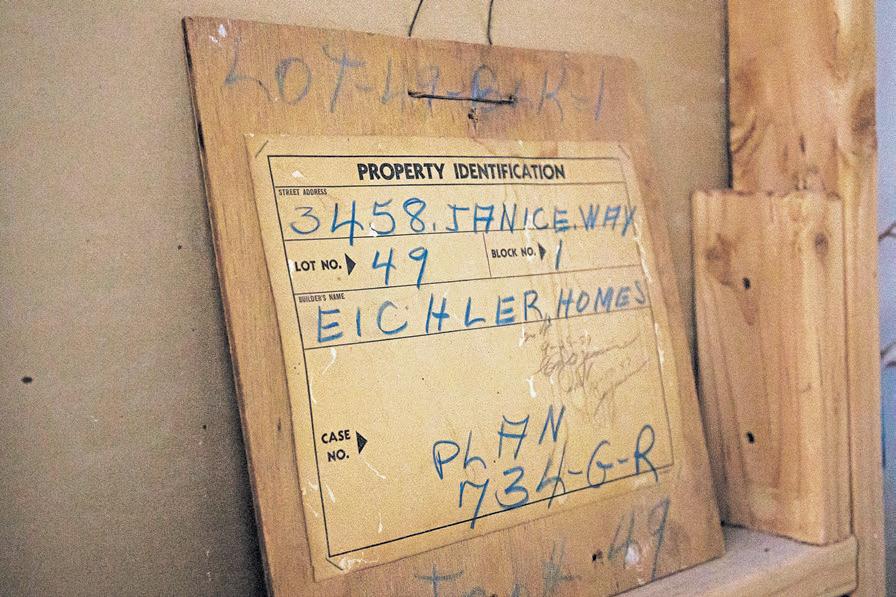 LOT-49-BLK-1
PROPERTY IDENTIFICATION
STREET ADDRESS
3458. JANICE. WAY
LOT NO. 49
BLOCK NO. 1
BUILDER'S NAME
EICHLER, HOMES
CASE NO.
PLAN
734-G-R
49